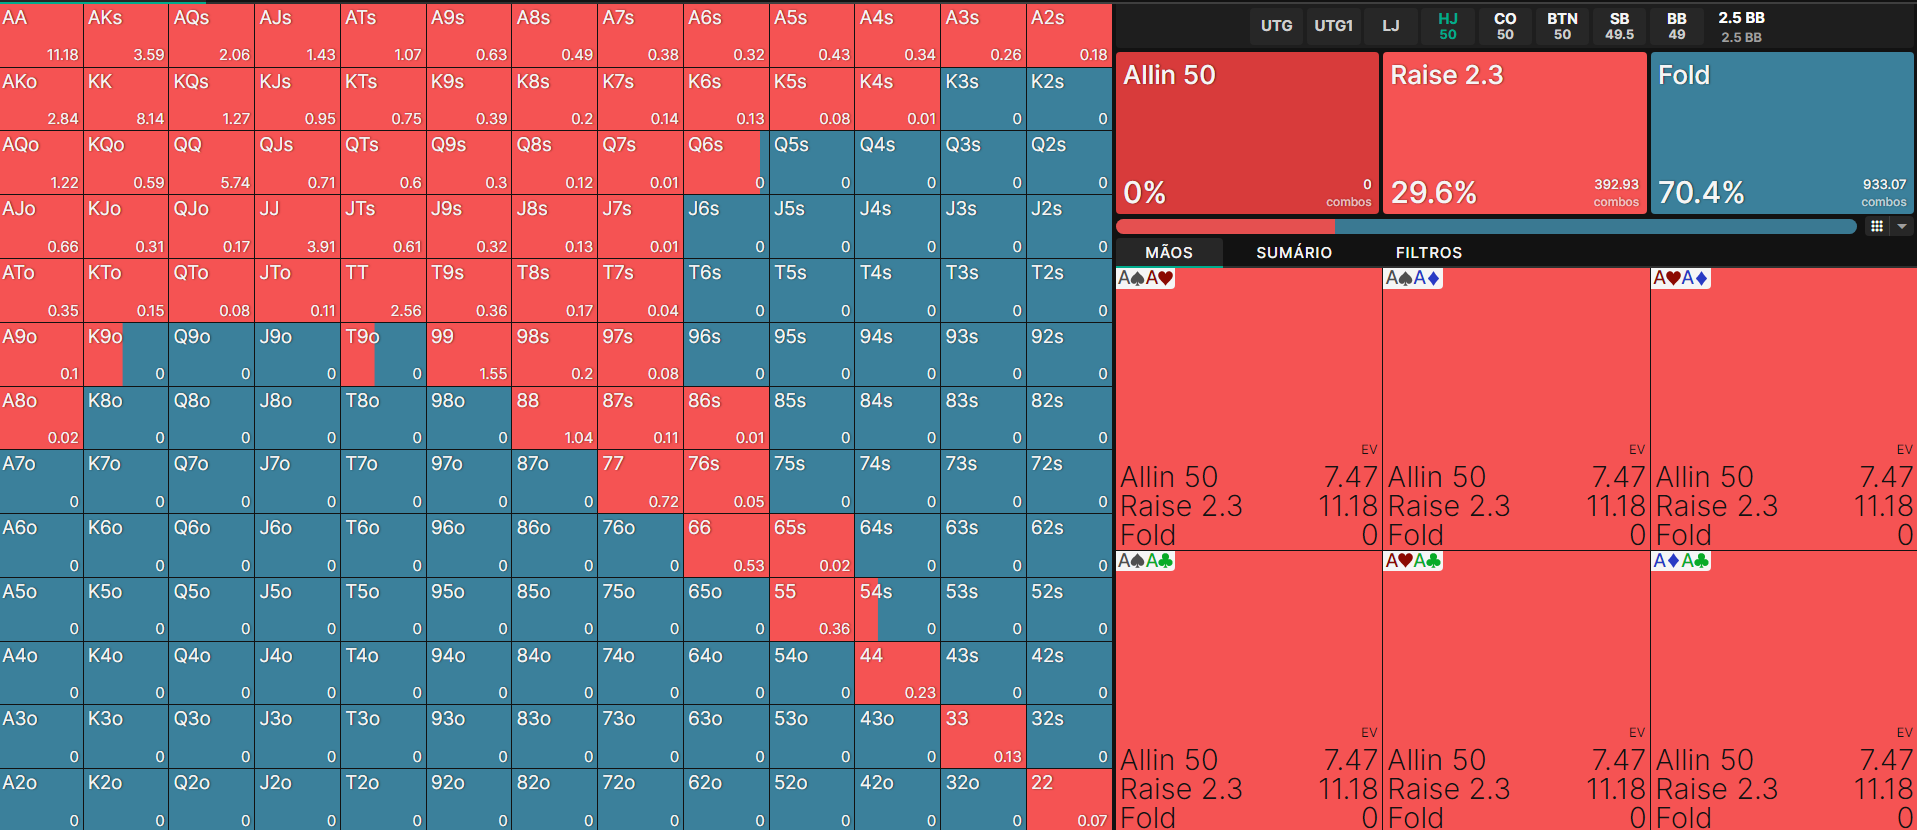 AA AKs AQs AJs ATs A9s A8s A7s A6s A5s A4s A3s A2s
11.18 3.59 2.06 1.43 1.07 0.63 0.49 0.38 0.32 0.43 0.34 0.26 0.18
AKo KK KQs KJs KTs K9s K8s K7s K6s K5s K4s K3s K2s
2.84 8.14 1.27 0.95 0.75 0.39 0.2 0.14 0.13 0.08 0.01 0 0
AQo KQo QQ QJs QTs Q9s Q8s Q7s Q6s Q5s Q4s Q3s Q2s
1.22 0.59 5.74 0.71 0.6 0.3 0.12 0.01 0 0 0 0 0
AJo KJo QJo JJ JTs J9s J8s J7s J6s J5s J4s J3s J2s
0.66 0.31 0.17 3.91 0.61 0.32 0.13 0.01 0 0 0 0 0
ATo KTo QTo JTo TT T9s T8s T7s T6s T5s T4s T3s T2s
0.35 0.15 0.08 0.11 2.56 0.36 0.17 0.04 0 0 0 0 0
A9o K9o Q9o J9o T9o 99 98s 97s 96s 95s 94s 93s 92s
0.1 0 0 0 0 1.55 0.2 0.08 0 0 0 0 0
A8o K8o Q8o J8o T8o 98o 88 87s 86s 85s 84s 83s 82s
0.02 0 0 0 0 0 1.04 0.11 0.01 0 0 0 0
A7o K7o Q7o J7o T7o 97o 87o 77 76s 75s 74s 73s 72s
0 0 0 0 0 0 0 0.72 0.05 0 0 0 0
A6o K6o Q6o J6o T6o 96o 86o 76o 66 65s 64s 63s 62s
0 0 0 0 0 0 0 0 0.53 0.02 0 0 0
A5o K5o Q5o J5o T5o 95o 85o 75o 65o 55 54s 53s 52s
0 0 0 0 0 0 0 0 0 0.36 0 0 0
A4o K4o Q4o J4o T4o 94o 84o 74o 64o 54o 44 43s 42s
0 0 0 0 0 0 0 0 0 0 0.23 0 0
A3o K3o Q3o J3o T3o 93o 83o 73o 63o 53o 43o 33 32s
0 0 0 0 0 0 0 0 0 0 0 0.13 0
A2o K2o Q2o J2o T2o 92o 82o 72o 62o 52o 42o 32o 22
0 0 0 0 0 0 0 0 0 0 0 0 0.07
UTG UTG1 LJ HJ CO BTN SB BB 2.5 BB
50 50 50 49.5 49 2.5 BB
Allin 50 Raise 2.3 Fold
0% 0 combos 29.6% 392.93 combos 70.4% 933.07 combos
MÃOS SUMÁRIO FILTROS
A♠A♥ A♠A♦ A♥A♦
EV EV EV
Allin 50 7.47 Allin 50 7.47 Allin 50 7.47
Raise 2.3 11.18 Raise 2.3 11.18 Raise 2.3 11.18
Fold 0 Fold 0 Fold 0
A♠A♣ A♥A♣ A♦A♣
EV EV EV
Allin 50 7.47 Allin 50 7.47 Allin 50 7.47
Raise 2.3 11.18 Raise 2.3 11.18 Raise 2.3 11.18
Fold 0 Fold 0 Fold 0